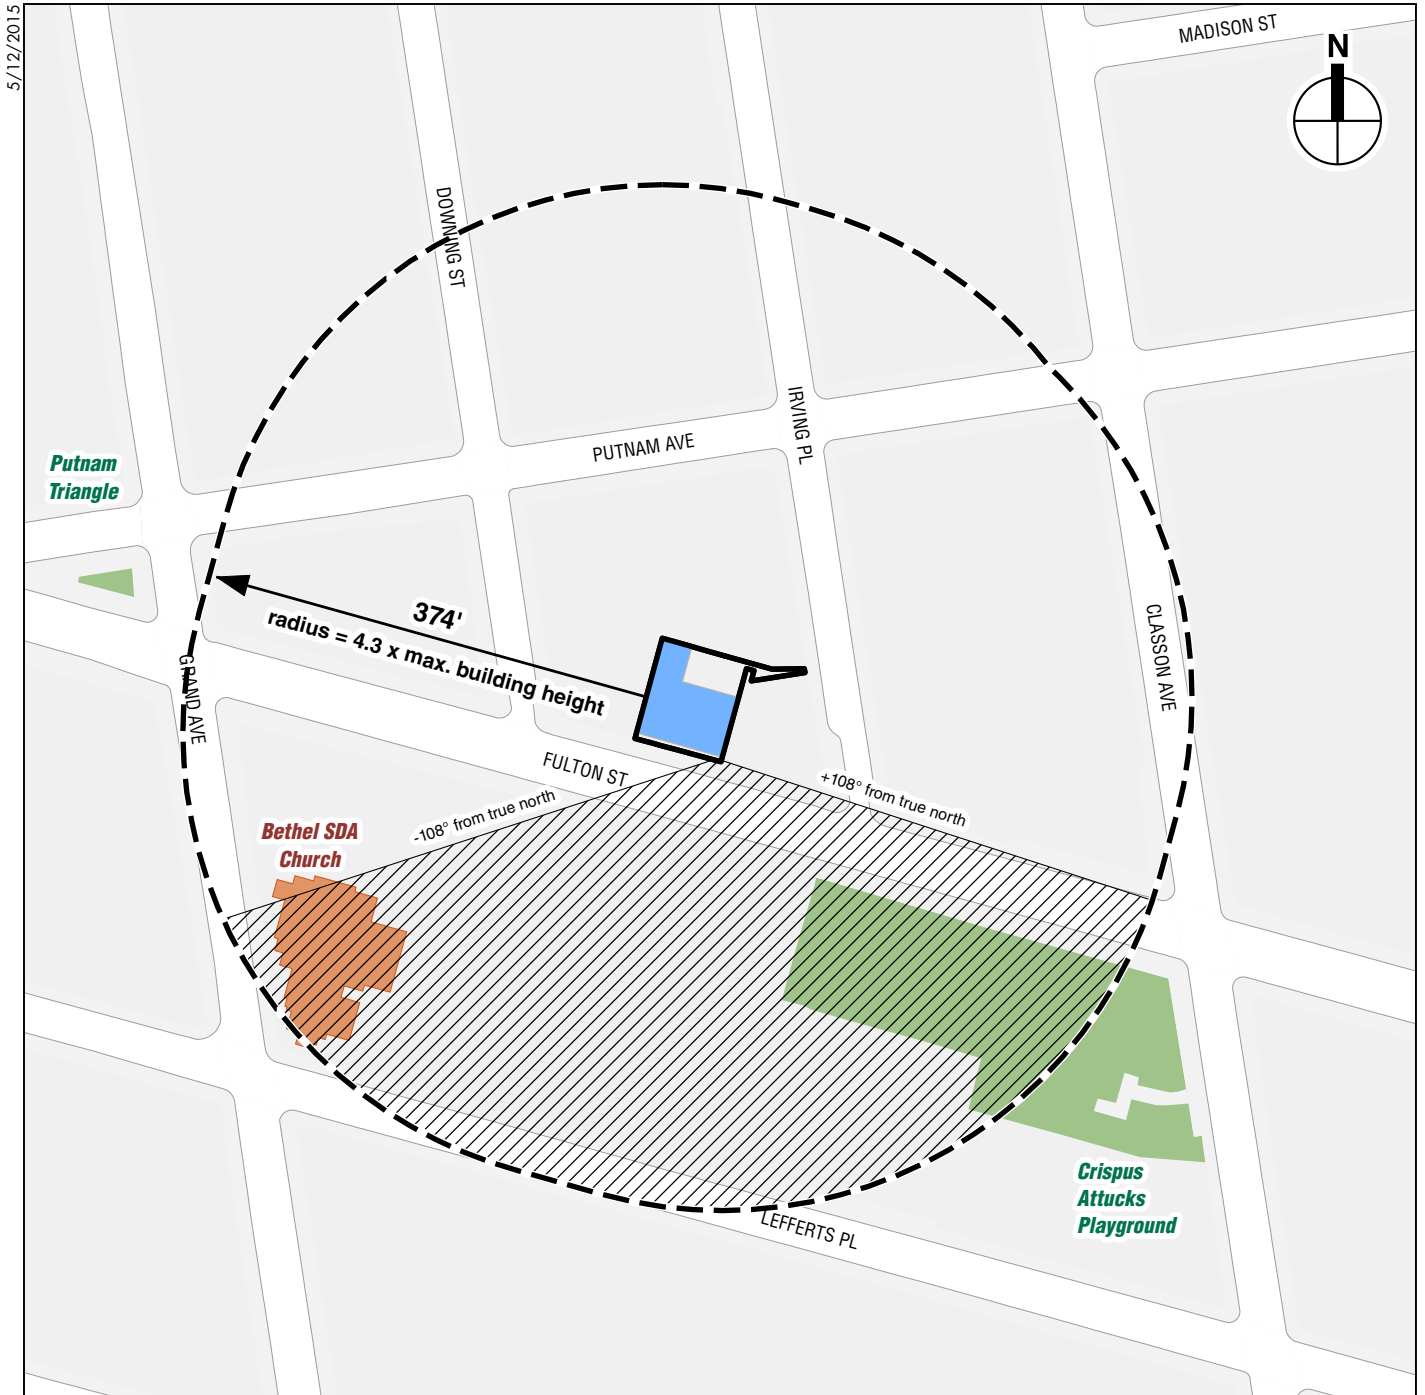 5/12/2015
MADISON ST
N
DOWNING ST
IRVING PL
PUTNAM AVE
Putnam
Triangle
374'
radius = 4.3 x max. building height
CLASSON AVE
GRAND AVE
FULTON ST
+108° from true north
-108° from true north
Bethel SDA
Church
Crispus
Attucks
Playground
LEFFERTS PL